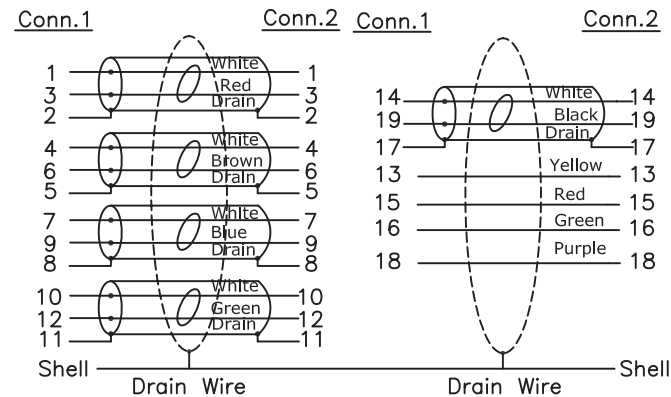 Conn.1 Conn.2 Conn.1 Conn.2
1 White 1
3 Red 3
2 Drain 2
4 White 4
6 Brown 6
5 Drain 5
7 White 7
9 Blue 9
8 Drain 8
10 White 10
12 Green 12
11 Drain 11
14 White 14
19 Black 19
17 Drain 17
13 Yellow 13
15 Red 15
16 Green 16
18 Purple 18
Shell Shell
Drain Wire Drain Wire